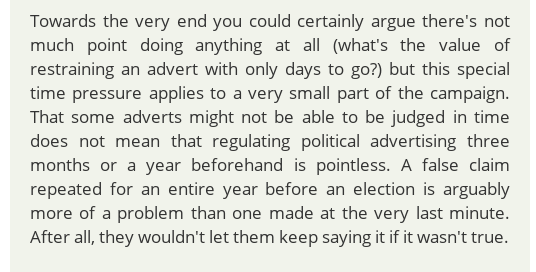 Towards the very end you could certainly argue there's not
much point doing anything at all (what's the value of
restraining an advert with only days to go?) but this special
time pressure applies to a very small part of the campaign.
That some adverts might not be able to be judged in time
does not mean that regulating political advertising three
months or a year beforehand is pointless. A false claim
repeated for an entire year before an election is arguably
more of a problem than one made at the very last minute.
After all, they wouldn't let them keep saying it if it wasn't true.